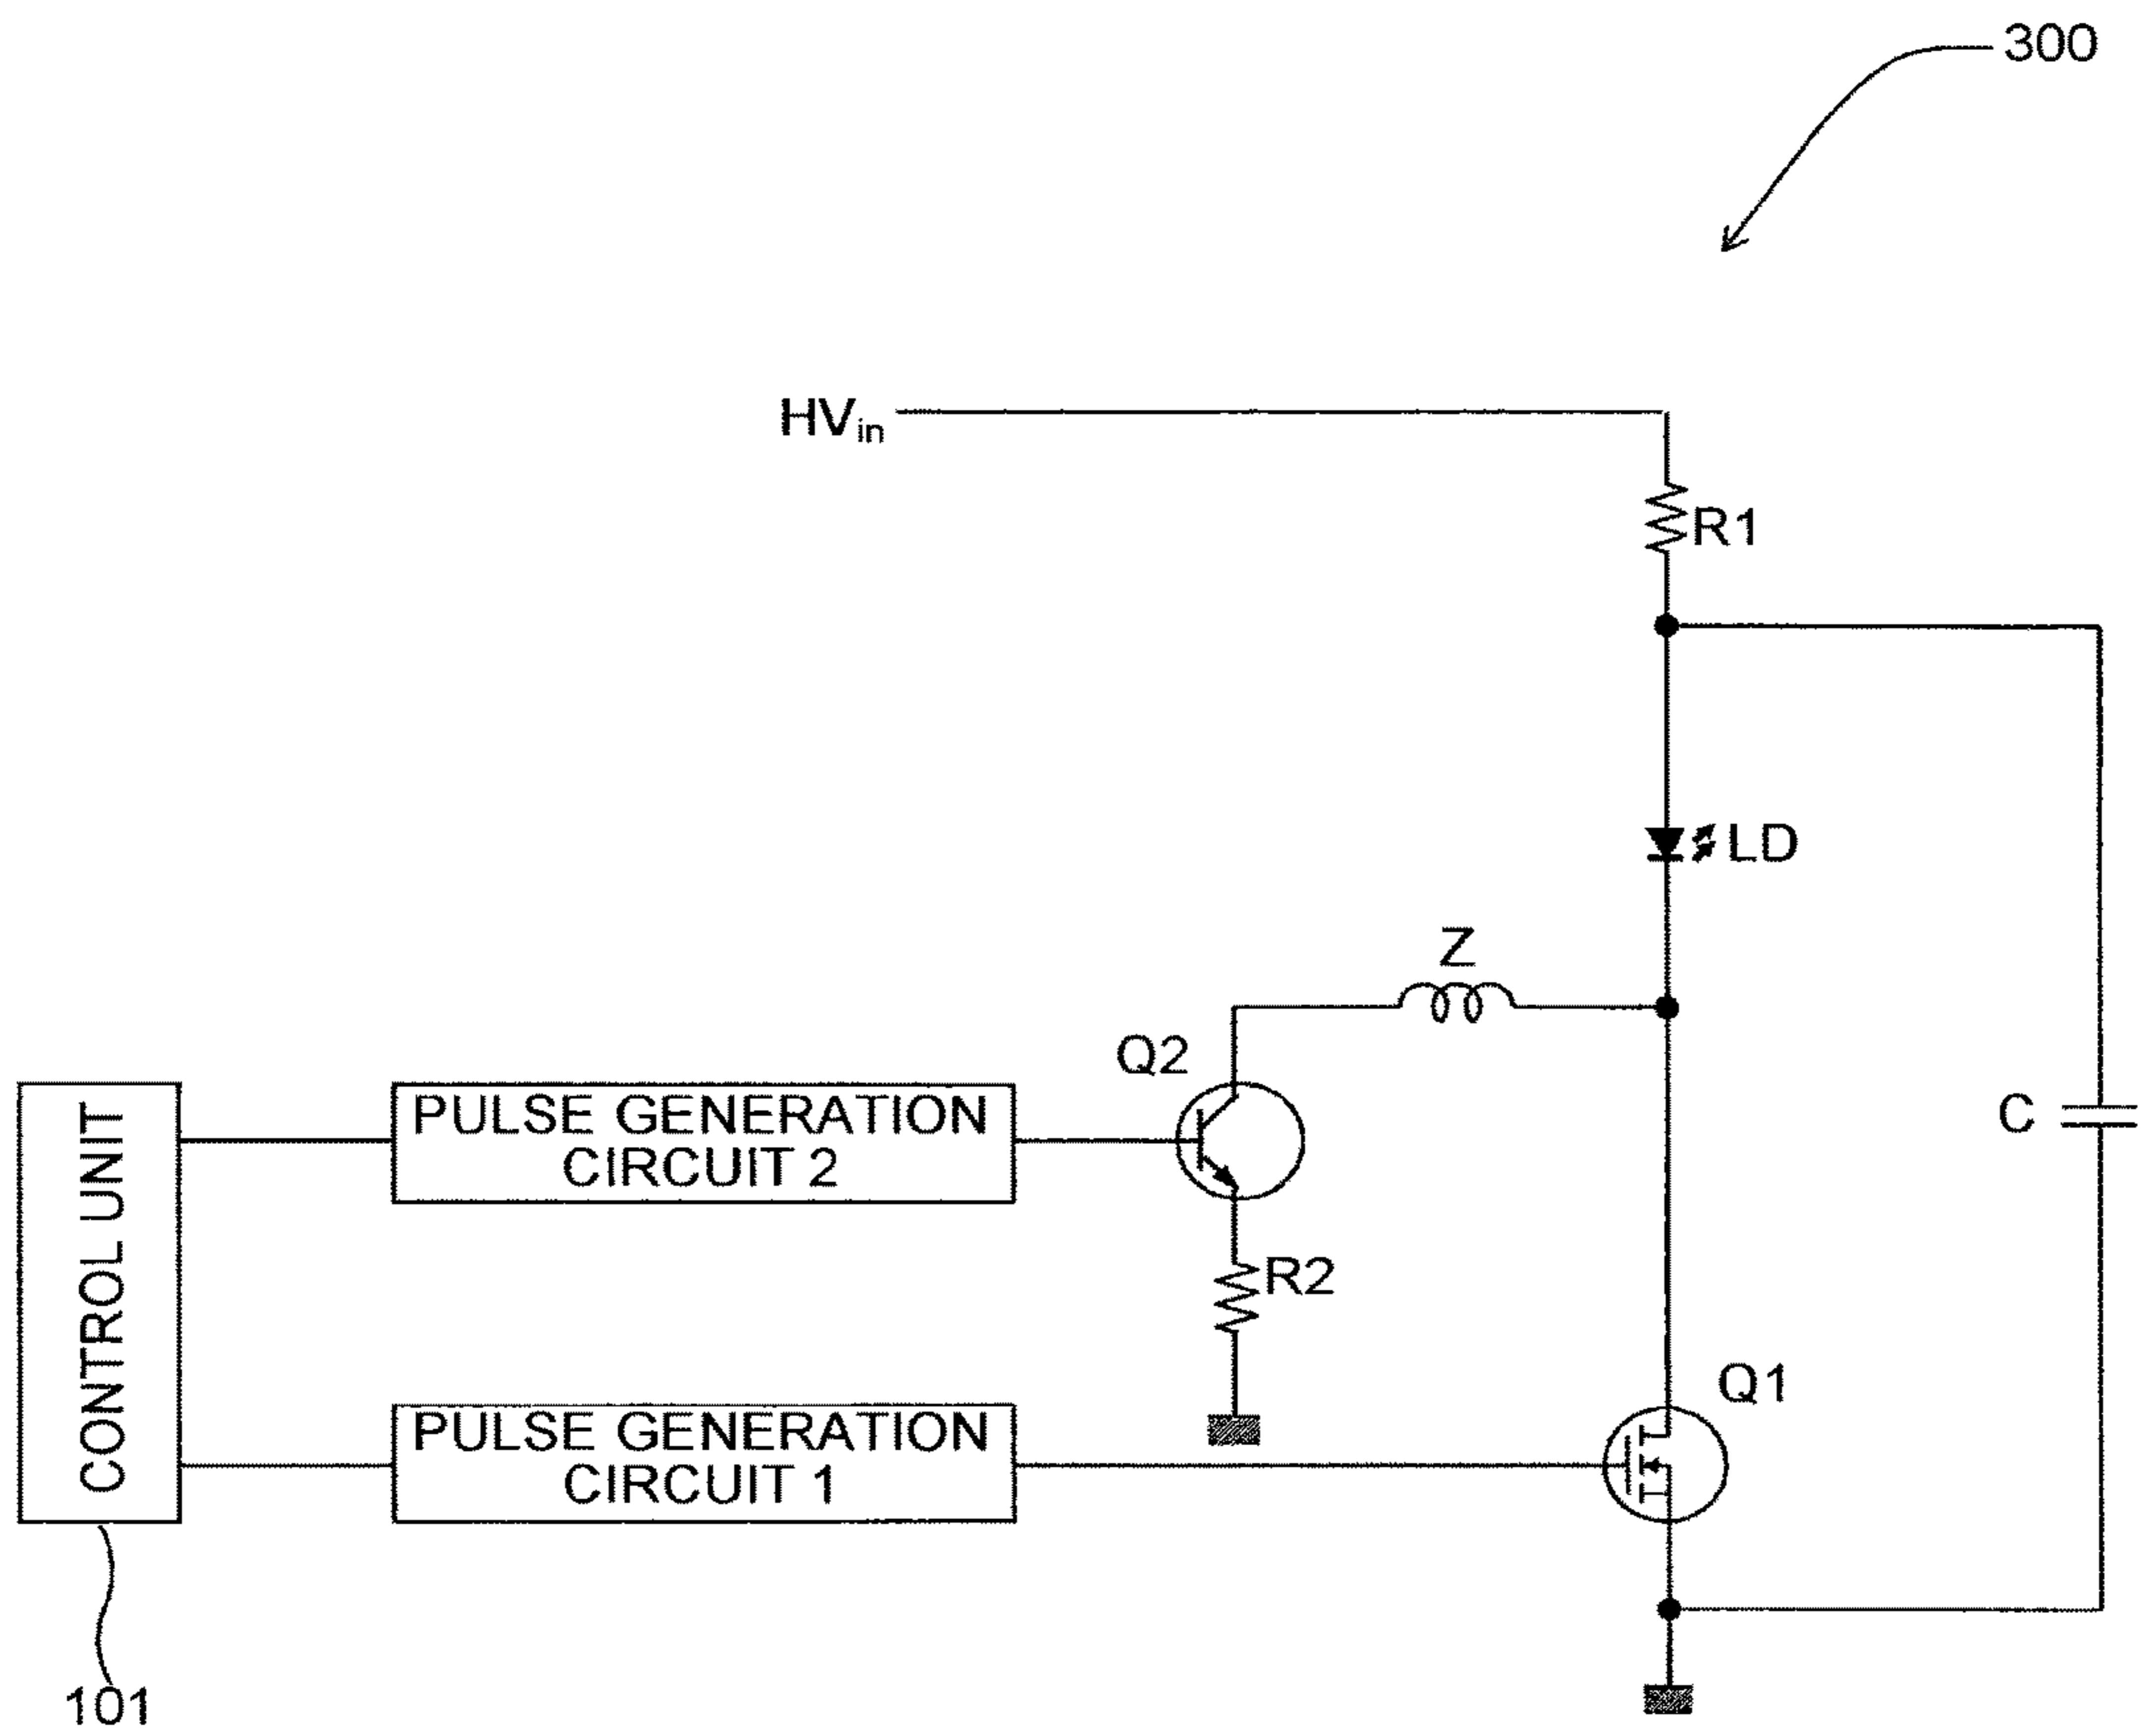 300
HVin
R1
LD
Z
Q2
C
PULSE GENERATION
CIRCUIT 2
CONTROL UNIT
R2
Q1
PULSE GENERATION
CIRCUIT 1
101